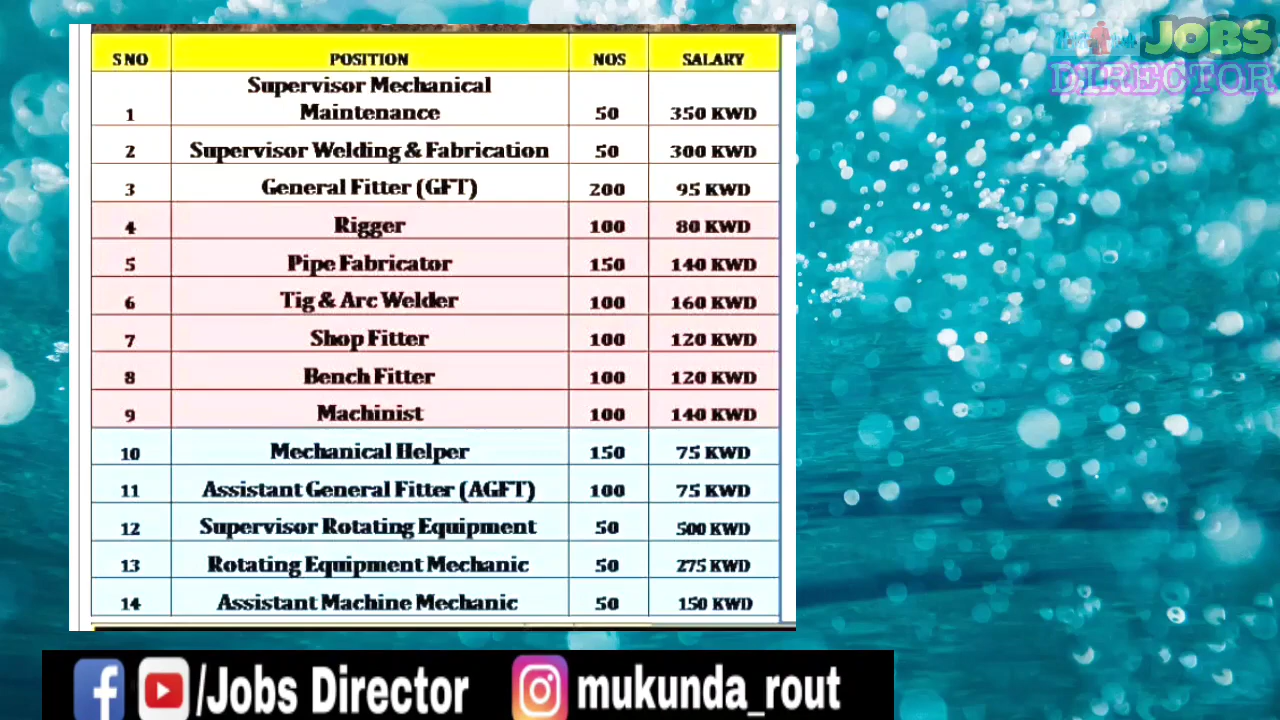 JOBS
DIRECTOR
S NO POSITION NOS SALARY
Supervisor Mechanical
1 Maintenance 50 350 KWD
2 Supervisor Welding & Fabrication 50 300 KWD
3 General Fitter (GFT) 200 95 KWD
4 Rigger 100 80 KWD
5 Pipe Fabricator 150 140 KWD
6 Tig & Arc Welder 100 160 KWD
7 Shop Fitter 100 120 KWD
8 Bench Fitter 100 120 KWD
9 Machinist 100 140 KWD
10 Mechanical Helper 150 75 KWD
11 Assistant General Fitter (AGFT) 100 75 KWD
12 Supervisor Rotating Equipment 50 500 KWD
13 Rotating Equipment Mechanic 50 275 KWD
14 Assistant Machine Mechanic 50 150 KWD
/Jobs Director mukunda_rout